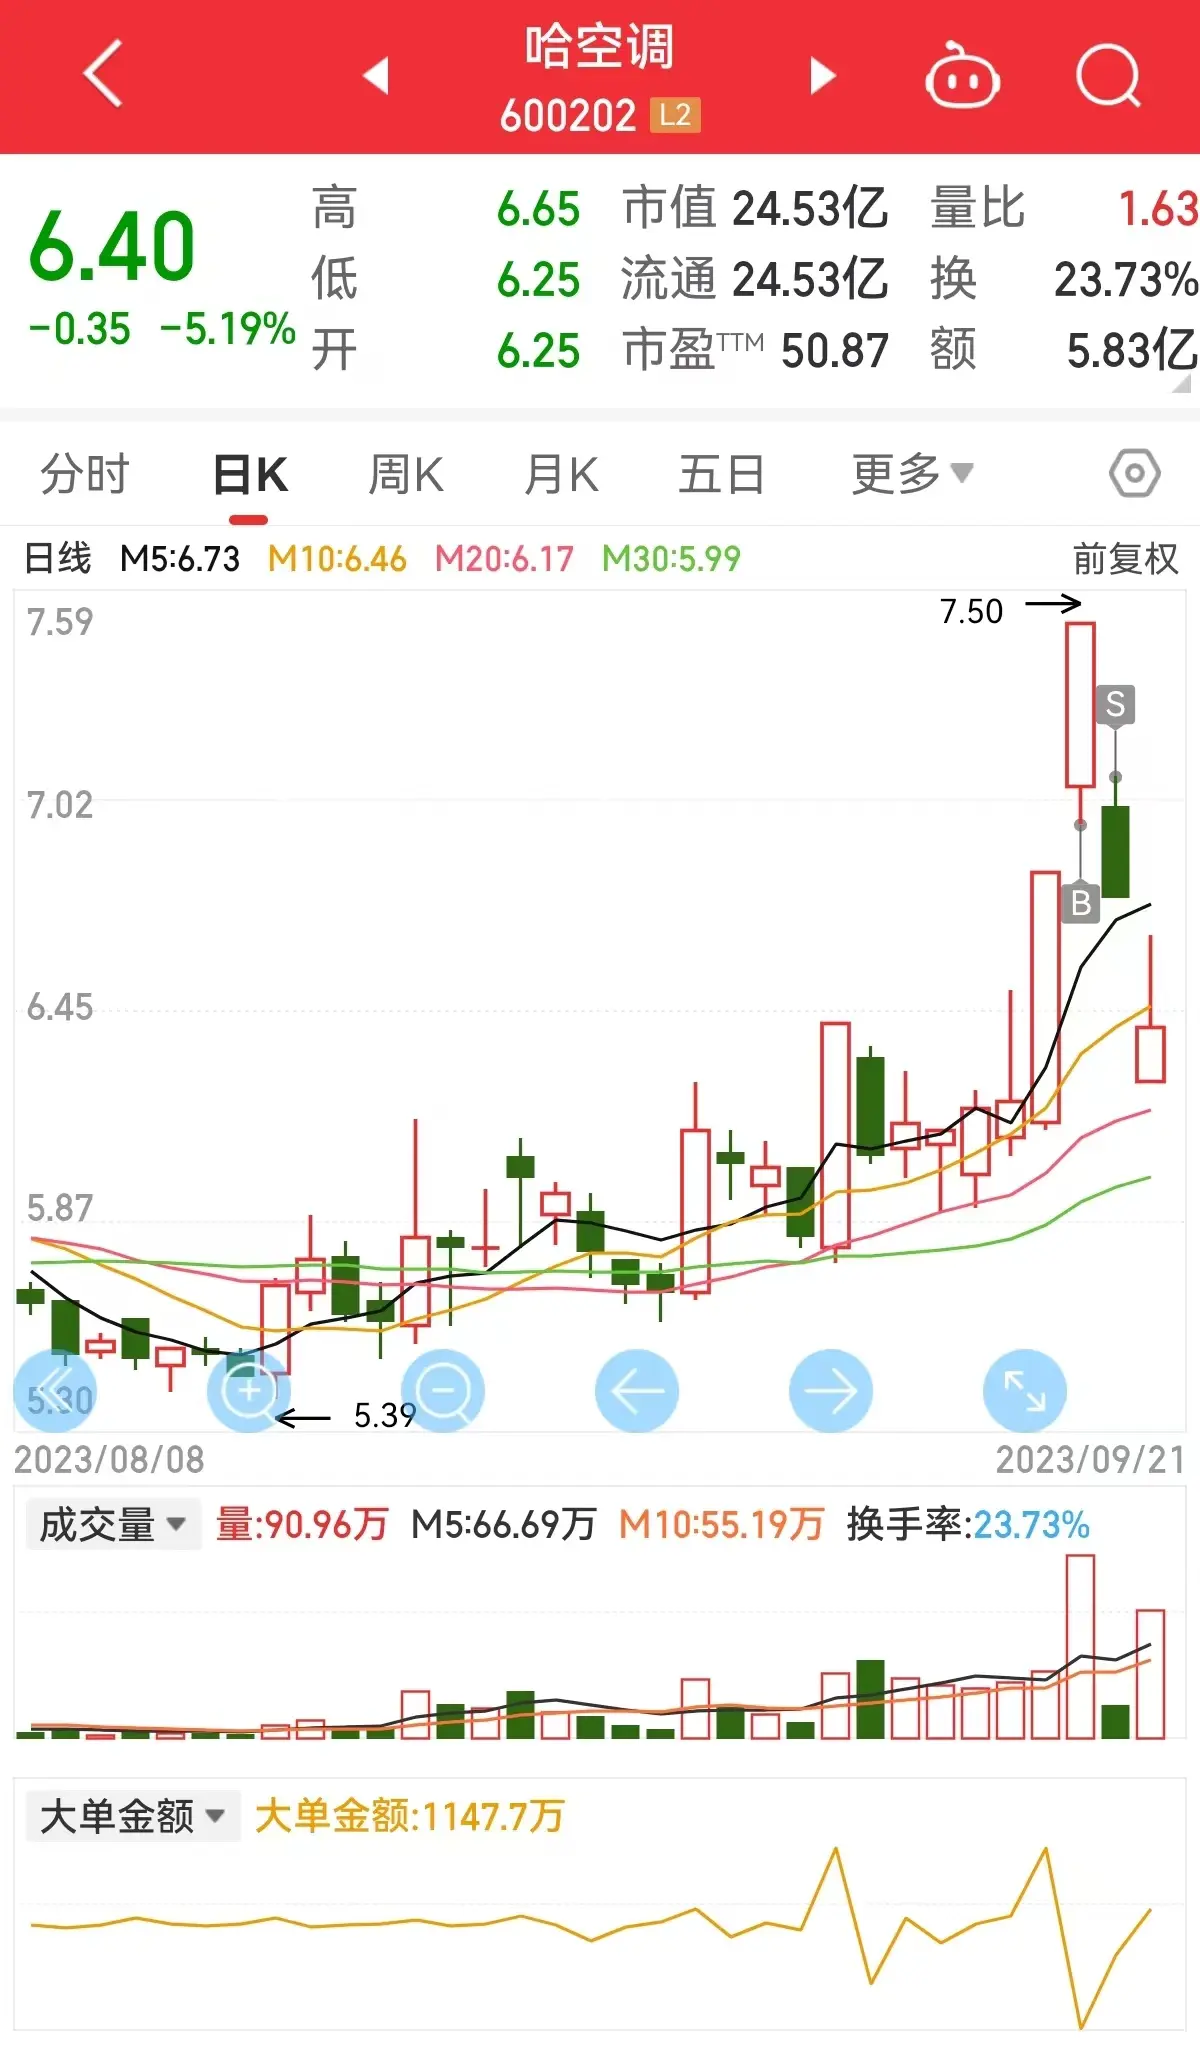 哈空调
600202 L2
6.40
-0.35 -5.19%
高 6.65 市值 24.53亿 量比 1.63
低 6.25 流通 24.53亿 换 23.73%
开 6.25 市盈TTM 50.87 额 5.83亿
分时 日K 周K 月K 五日 更多
日线 M5:6.73 M10:6.46 M20:6.17 M30:5.99 前复权
7.59
7.50
S
7.02
B
6.45
5.87
5.30
5.39
2023/08/08 2023/09/21
成交量 量:90.96万 M5:66.69万 M10:55.19万 换手率:23.73%
大单金额 大单金额:1147.7万